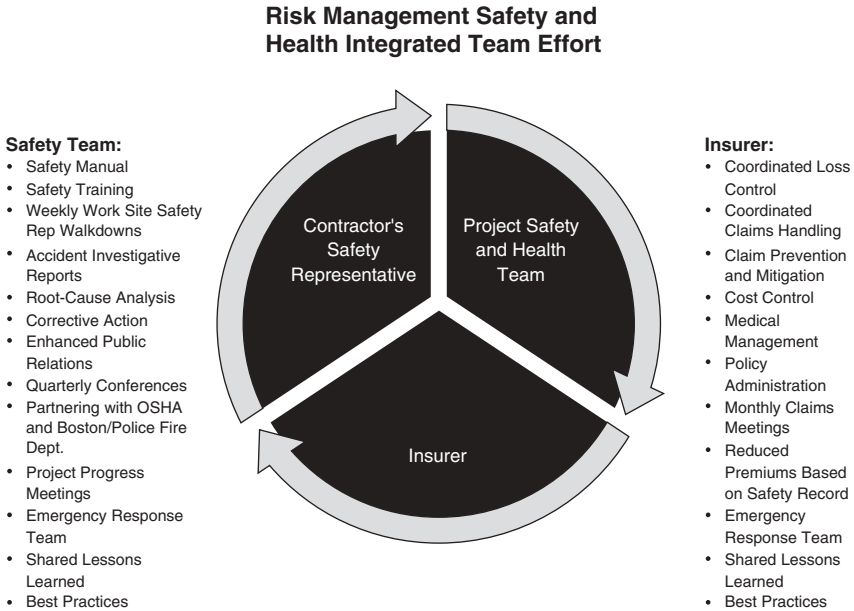 Risk Management Safety and
Health Integrated Team Effort
Safety Team:
• Safety Manual
• Safety Training
• Weekly Work Site Safety
Rep Walkdowns
• Accident Investigative
Reports
• Root-Cause Analysis
• Corrective Action
• Enhanced Public
Relations
• Quarterly Conferences
• Partnering with OSHA
and Boston/Police Fire
Dept.
• Project Progress
Meetings
• Emergency Response
Team
• Shared Lessons
Learned
• Best Practices
Contractor's
Safety
Representative
Project Safety
and Health
Team
Insurer
Insurer:
• Coordinated Loss
Control
• Coordinated
Claims Handling
• Claim Prevention
and Mitigation
• Cost Control
• Medical
Management
• Policy
Administration
• Monthly Claims
Meetings
• Reduced
Premiums Based
on Safety Record
• Emergency
Response Team
• Shared Lessons
Learned
• Best Practices